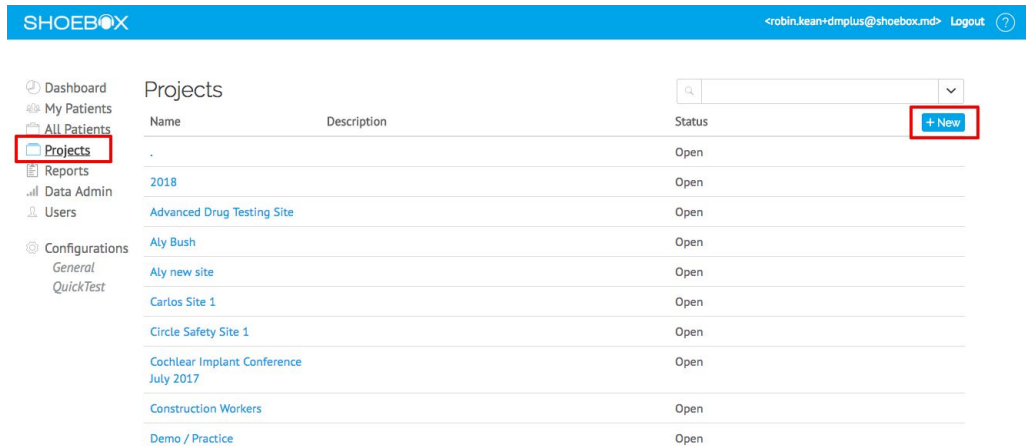 SHOEBOX
<robin.kean+dmplus@shoebox.md> Logout ?
Dashboard
My Patients
All Patients
Projects
Reports
Data Admin
Users
Configurations
General
QuickTest
Projects
Name Description Status + New
. Open
2018 Open
Advanced Drug Testing Site Open
Aly Bush Open
Aly new site Open
Carlos Site 1 Open
Circle Safety Site 1 Open
Cochlear Implant Conference Open
July 2017
Construction Workers Open
Demo / Practice Open